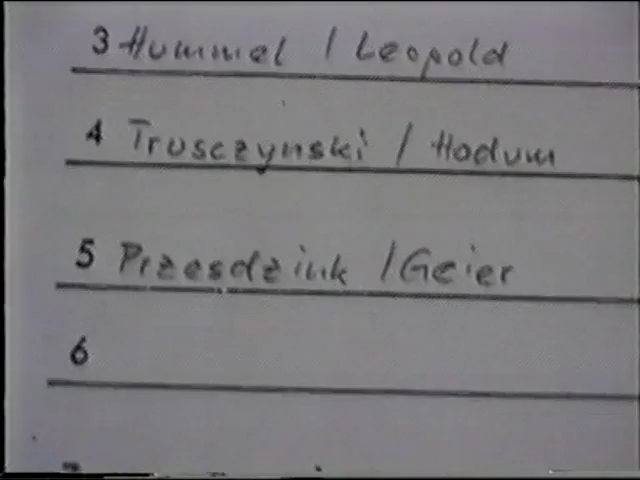 3 Hummel / Leopold
4 Trusczynski / Hodum
5 Przesdzink / Geier
6